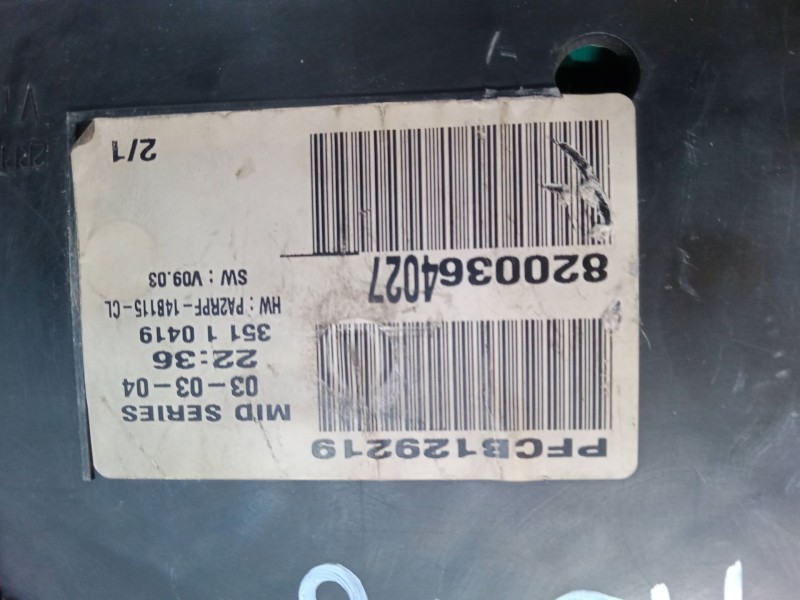 PFCB129219
MID SERIES
03-03-04
22:36
351 1 0419
HW : PA2RPF-14B115-CL
SW : V09.03
8200364027
2/1